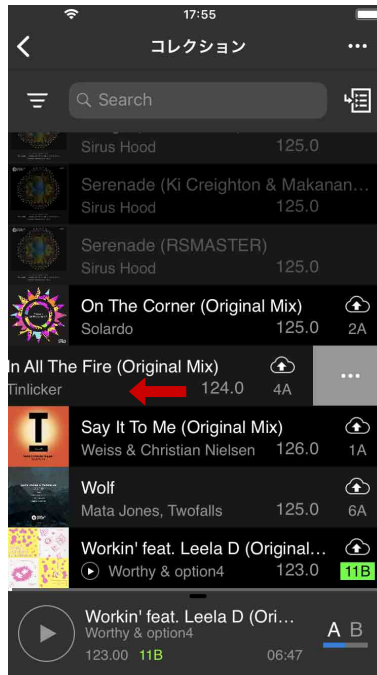 17:55
コレクション
Search
Sirus Hood 125.0
Serenade (Ki Creighton & Makanan...
Sirus Hood 125.0
Serenade (RSMASTER)
Sirus Hood 125.0
On The Corner (Original Mix)
Solardo 125.0 2A
In All The Fire (Original Mix)
Tinlicker 124.0 4A
T
Say It To Me (Original Mix)
Weiss & Christian Nielsen 126.0 1A
Wolf
Mata Jones, Twofalls 125.0 6A
Workin' feat. Leela D (Original...
Worthy & option4 123.0 11B
Workin' feat. Leela D (Ori...
Worthy & option4
A B
123.00 11B 06:47